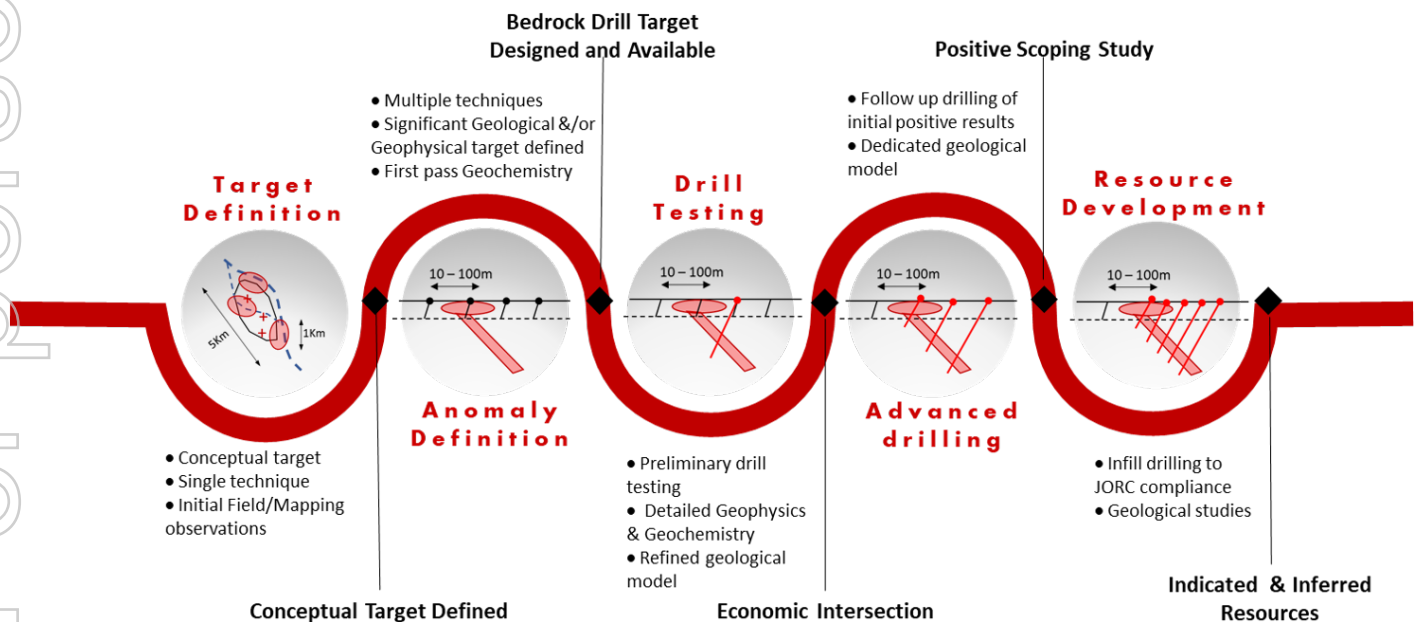 Bedrock Drill Target
Designed and Available
Positive Scoping Study
● Multiple techniques
● Significant Geological &/or
Geophysical target defined
● First pass Geochemistry
● Follow up drilling of
initial positive results
● Dedicated geological
model
Target
Definition
Drill
Testing
Resource
Development
5Km
1Km
10 – 100m
10 – 100m
10 – 100m
10 – 100m
Anomaly
Definition
Advanced
drilling
● Conceptual target
● Single technique
● Initial Field/Mapping
observations
● Preliminary drill
testing
● Detailed Geophysics
& Geochemistry
● Refined geological
model
● Infill drilling to
JORC compliance
● Geological studies
Conceptual Target Defined
Economic Intersection
Indicated & Inferred
Resources